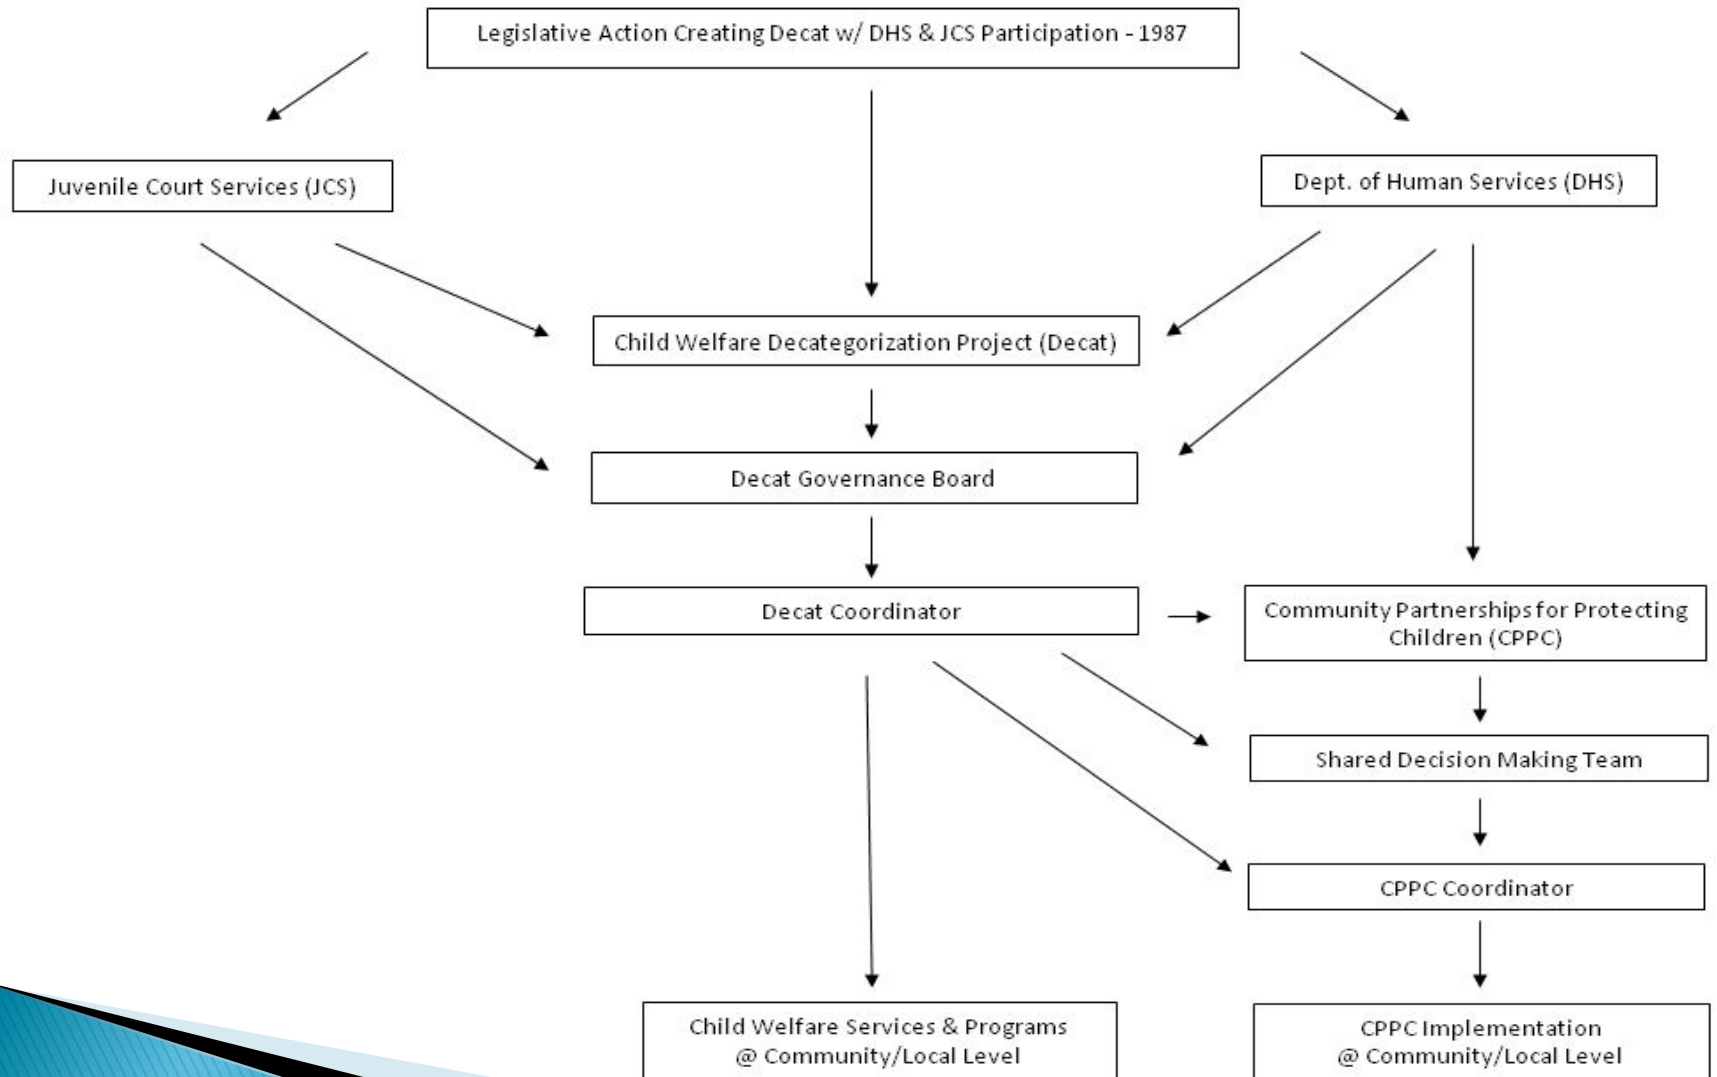 Legislative Action Creating Decat w/ DHS & JCS Participation - 1987
Juvenile Court Services (JCS)
Dept. of Human Services (DHS)
Child Welfare Decategorization Project (Decat)
Decat Governance Board
Decat Coordinator
Community Partnerships for Protecting
Children (CPPC)
Shared Decision Making Team
CPPC Coordinator
Child Welfare Services & Programs
@ Community/Local Level
CPPC Implementation
@ Community/Local Level